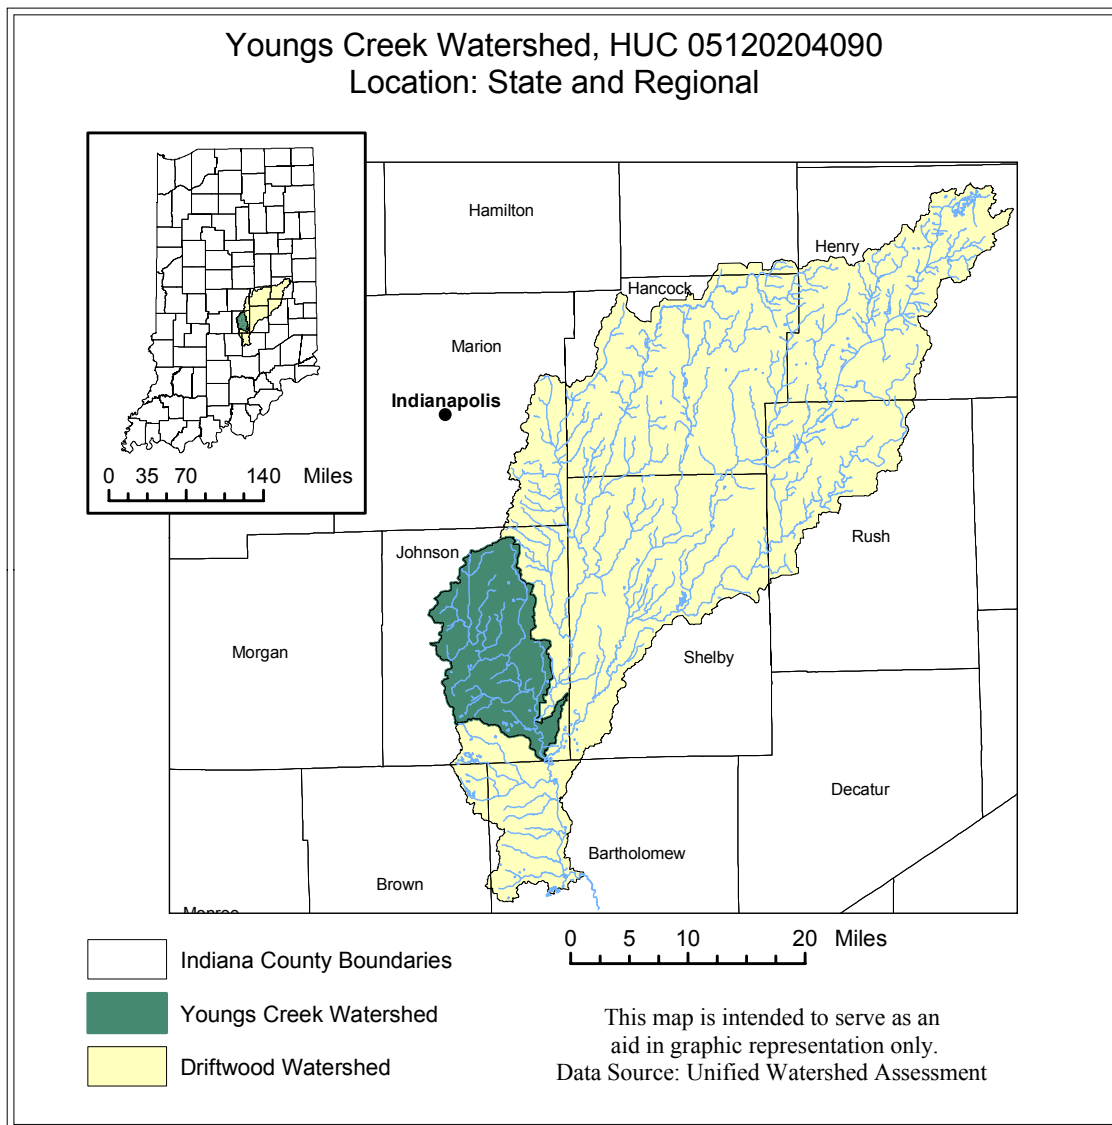 Youngs Creek Watershed, HUC 05120204090
Location: State and Regional
Hamilton
Henry
Hancock
Marion
Indianapolis
0 35 70 140 Miles
Johnson
Rush
Morgan
Shelby
Decatur
Bartholomew
Brown
Monroe
0 5 10 20 Miles
Indiana County Boundaries
Youngs Creek Watershed
Driftwood Watershed
This map is intended to serve as an
aid in graphic representation only.
Data Source: Unified Watershed Assessment